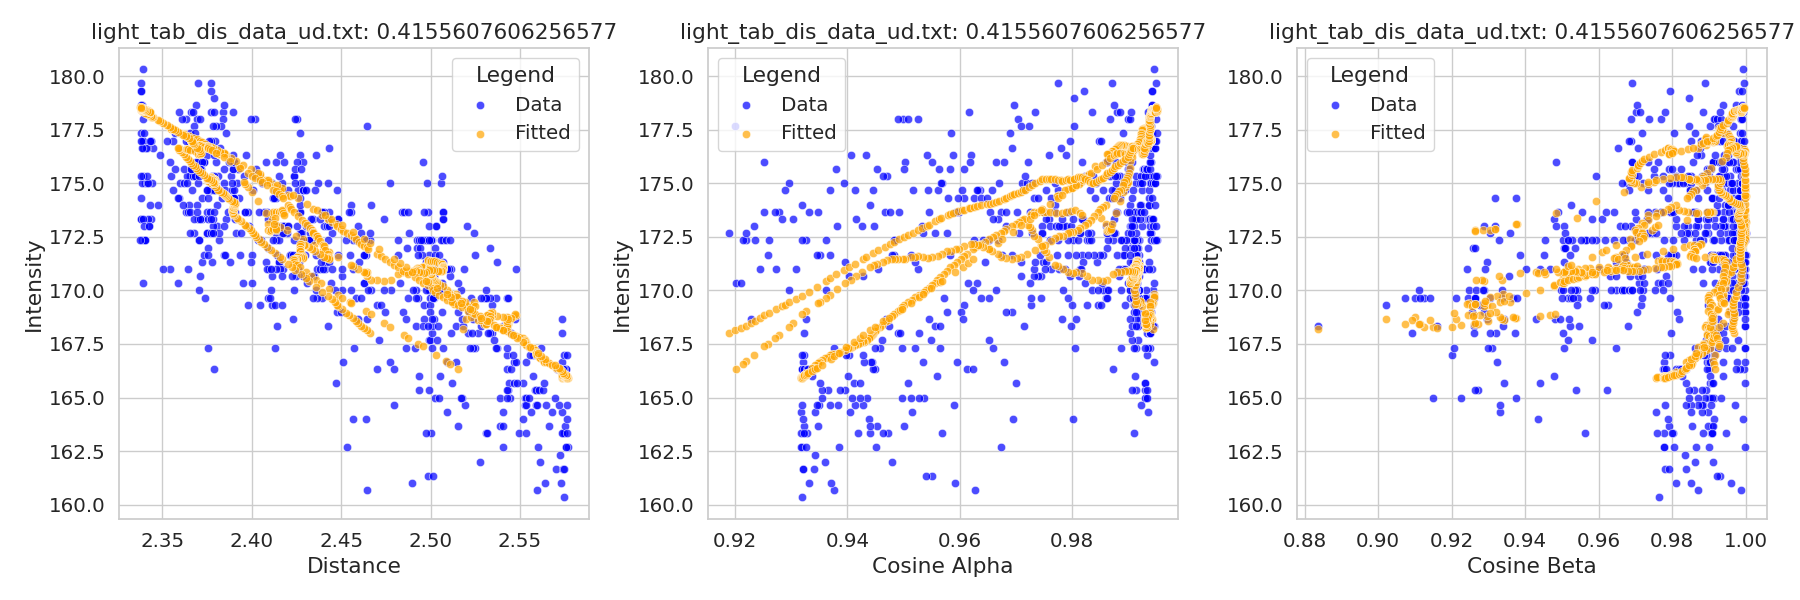 light_tab_dis_data_ud.txt: 0.4155607606256577
light_tab_dis_data_ud.txt: 0.4155607606256577
light_tab_dis_data_ud.txt: 0.4155607606256577
Legend
Data
Fitted
Intensity
180.0
177.5
175.0
172.5
170.0
167.5
165.0
162.5
160.0
2.35 2.40 2.45 2.50 2.55
Distance
Legend
Data
Fitted
Intensity
180.0
177.5
175.0
172.5
170.0
167.5
165.0
162.5
160.0
0.92 0.94 0.96 0.98
Cosine Alpha
Legend
Data
Fitted
Intensity
180.0
177.5
175.0
172.5
170.0
167.5
165.0
162.5
160.0
0.88 0.90 0.92 0.94 0.96 0.98 1.00
Cosine Beta